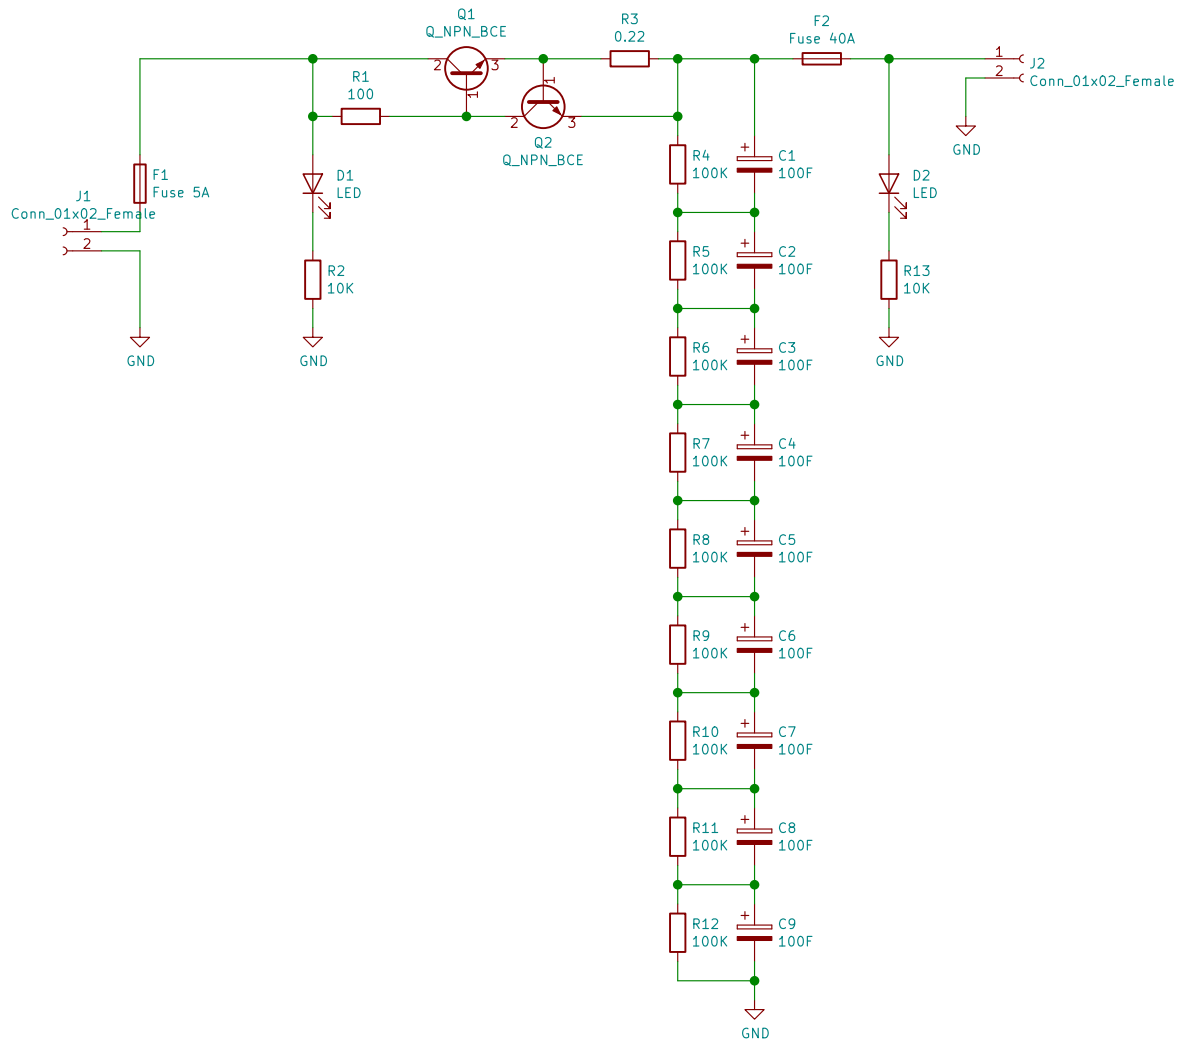 Q1
Q_NPN_BCE
2
3
1
R3
0.22
F2
Fuse 40A
1
2
J2
Conn_01x02_Female
GND
R1
100
1
2
3
Q2
Q_NPN_BCE
J1
Conn_01x02_Female
1
2
F1
Fuse 5A
GND
D1
LED
R2
10K
GND
R4
100K
+
C1
100F
R5
100K
+
C2
100F
R6
100K
+
C3
100F
R7
100K
+
C4
100F
R8
100K
+
C5
100F
R9
100K
+
C6
100F
R10
100K
+
C7
100F
R11
100K
+
C8
100F
R12
100K
+
C9
100F
GND
D2
LED
R13
10K
GND